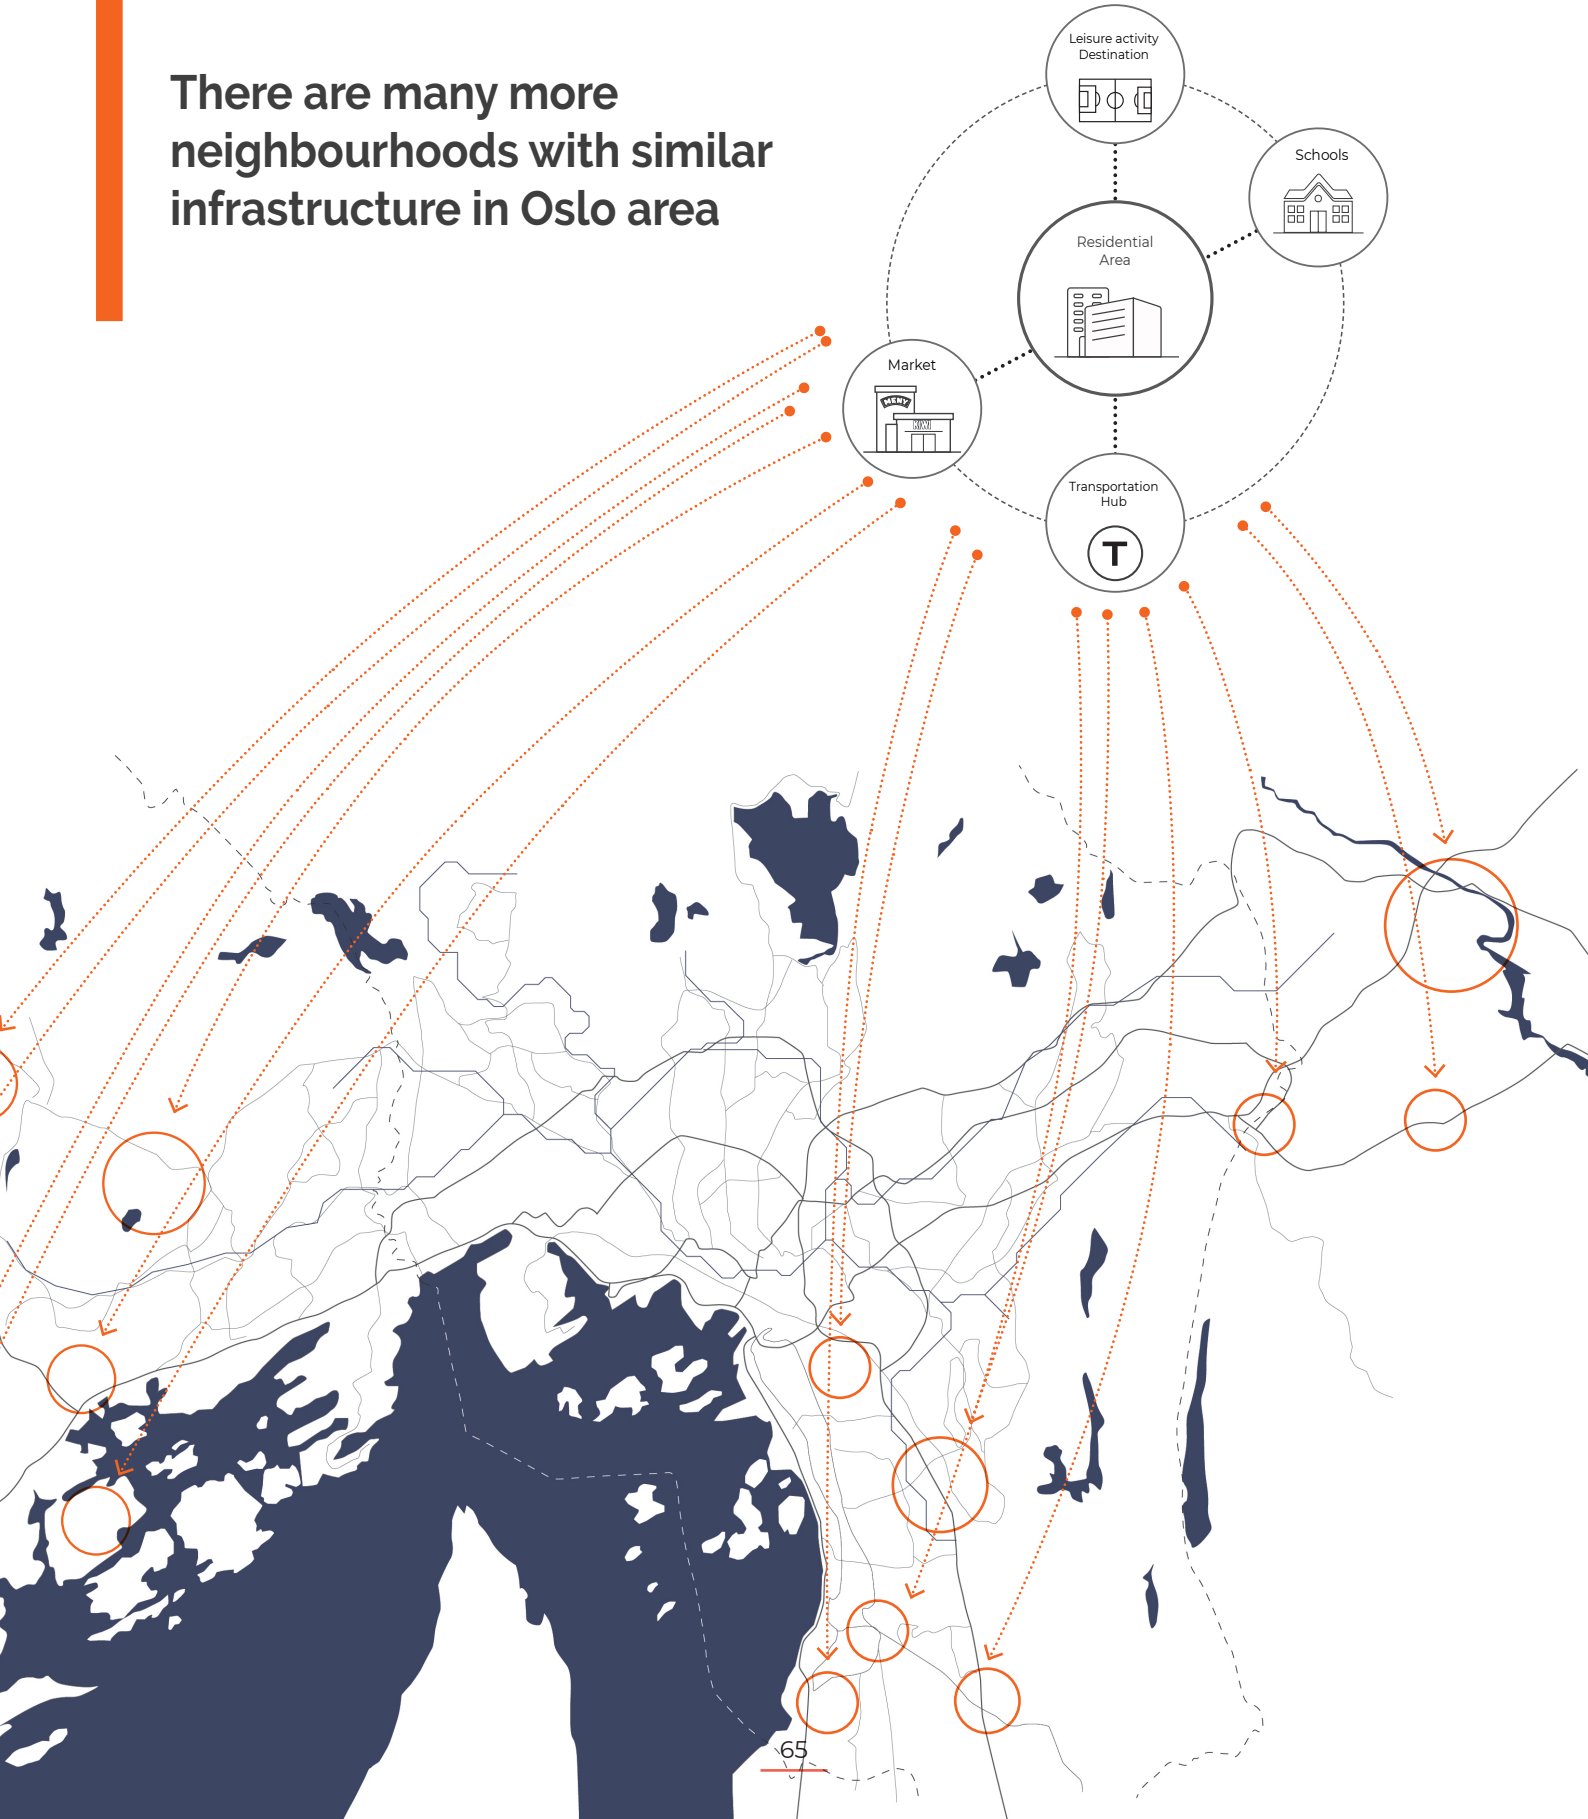 There are many more
neighbourhoods with similar
infrastructure in Oslo area
Leisure activity
Destination
Schools
Residential
Area
Market
MENY
KIWI
Transportation
Hub
T
65